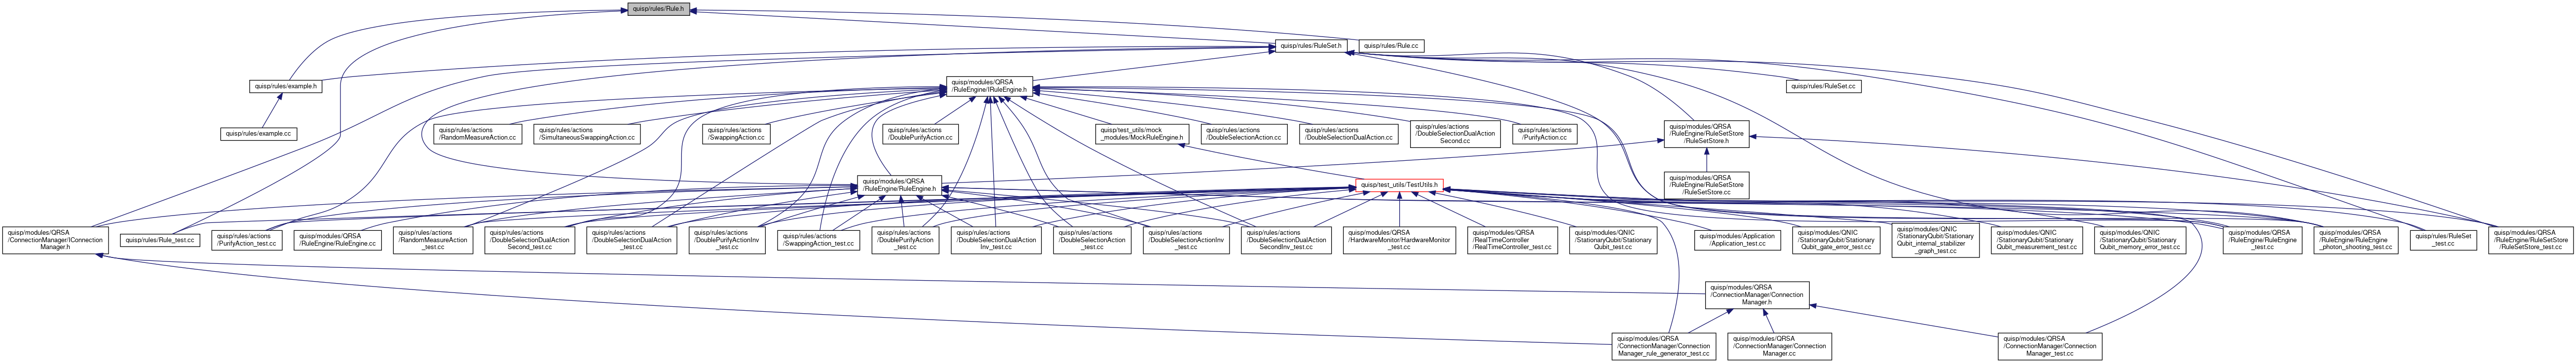 quisp/rules/Rule.h
quisp/rules/RuleSet.h
quisp/rules/Rule.cc
quisp/rules/example.h
quisp/modules/QRSA
/RuleEngine/IRuleEngine.h
quisp/rules/RuleSet.cc
quisp/rules/example.cc
quisp/rules/actions
/RandomMeasureAction.cc
quisp/rules/actions
/SimultaneousSwappingAction.cc
quisp/rules/actions
/SwappingAction.cc
quisp/rules/actions
/DoublePurifyAction.cc
quisp/test_utils/mock
_modules/MockRuleEngine.h
quisp/rules/actions
/DoubleSelectionAction.cc
quisp/rules/actions
/DoubleSelectionDualAction.cc
quisp/rules/actions
/DoubleSelectionDualAction
Second.cc
quisp/rules/actions
/PurifyAction.cc
quisp/modules/QRSA
/RuleEngine/RuleSetStore
/RuleSetStore.h
quisp/modules/QRSA
/RuleEngine/RuleEngine.h
quisp/test_utils/TestUtils.h
quisp/modules/QRSA
/RuleEngine/RuleSetStore
/RuleSetStore.cc
quisp/modules/QRSA
/ConnectionManager/IConnection
Manager.h
quisp/rules/Rule_test.cc
quisp/rules/actions
/PurifyAction_test.cc
quisp/modules/QRSA
/RuleEngine/RuleEngine.cc
quisp/rules/actions
/RandomMeasureAction
_test.cc
quisp/rules/actions
/DoubleSelectionDualAction
Second_test.cc
quisp/rules/actions
/DoubleSelectionDualAction
_test.cc
quisp/rules/actions
/DoublePurifyActionInv
_test.cc
quisp/rules/actions
/SwappingAction_test.cc
quisp/rules/actions
/DoublePurifyAction
_test.cc
quisp/rules/actions
/DoubleSelectionDualAction
Inv_test.cc
quisp/rules/actions
/DoubleSelectionAction
_test.cc
quisp/rules/actions
/DoubleSelectionActionInv
_test.cc
quisp/rules/actions
/DoubleSelectionDualAction
SecondInv_test.cc
quisp/modules/QRSA
/HardwareMonitor/HardwareMonitor
_test.cc
quisp/modules/QRSA
/RealTimeController
/RealTimeController_test.cc
quisp/modules/QNIC
/StationaryQubit/Stationary
Qubit_test.cc
quisp/modules/Application
/Application_test.cc
quisp/modules/QNIC
/StationaryQubit/Stationary
Qubit_gate_error_test.cc
quisp/modules/QNIC
/StationaryQubit/Stationary
Qubit_internal_stabilizer
_graph_test.cc
quisp/modules/QNIC
/StationaryQubit/Stationary
Qubit_measurement_test.cc
quisp/modules/QNIC
/StationaryQubit/Stationary
Qubit_memory_error_test.cc
quisp/modules/QRSA
/RuleEngine/RuleEngine
_test.cc
quisp/modules/QRSA
/RuleEngine/RuleEngine
_photon_shooting_test.cc
quisp/rules/RuleSet
_test.cc
quisp/modules/QRSA
/RuleEngine/RuleSetStore
/RuleSetStore_test.cc
quisp/modules/QRSA
/ConnectionManager/Connection
Manager.h
quisp/modules/QRSA
/ConnectionManager/Connection
Manager_rule_generator_test.cc
quisp/modules/QRSA
/ConnectionManager/Connection
Manager.cc
quisp/modules/QRSA
/ConnectionManager/Connection
Manager_test.cc